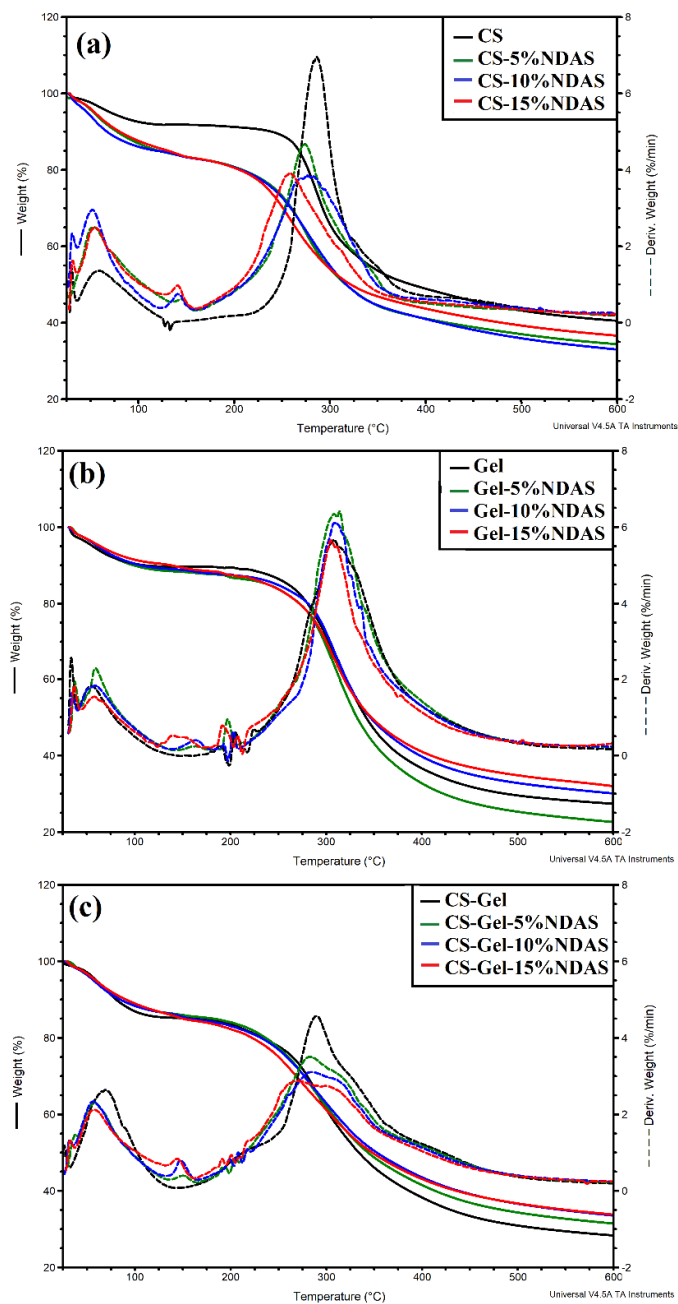 (a)
CS
CS-5%NDAS
CS-10%NDAS
CS-15%NDAS
120
100
80
60
40
20
Weight (%)
8
6
4
2
0
-2
Deriv. Weight (%/min)
100
200
300
400
500
600
Temperature (°C)
Universal V4.5A TA Instruments
(b)
Gel
Gel-5%NDAS
Gel-10%NDAS
Gel-15%NDAS
120
100
80
60
40
20
Weight (%)
8
6
4
2
0
-2
Deriv. Weight (%/min)
100
200
300
400
500
600
Temperature (°C)
Universal V4.5A TA Instruments
(c)
CS-Gel
CS-Gel-5%NDAS
CS-Gel-10%NDAS
CS-Gel-15%NDAS
120
100
80
60
40
20
Weight (%)
8
6
4
2
0
-2
Deriv. Weight (%/min)
100
200
300
400
500
600
Temperature (°C)
Universal V4.5A TA Instruments